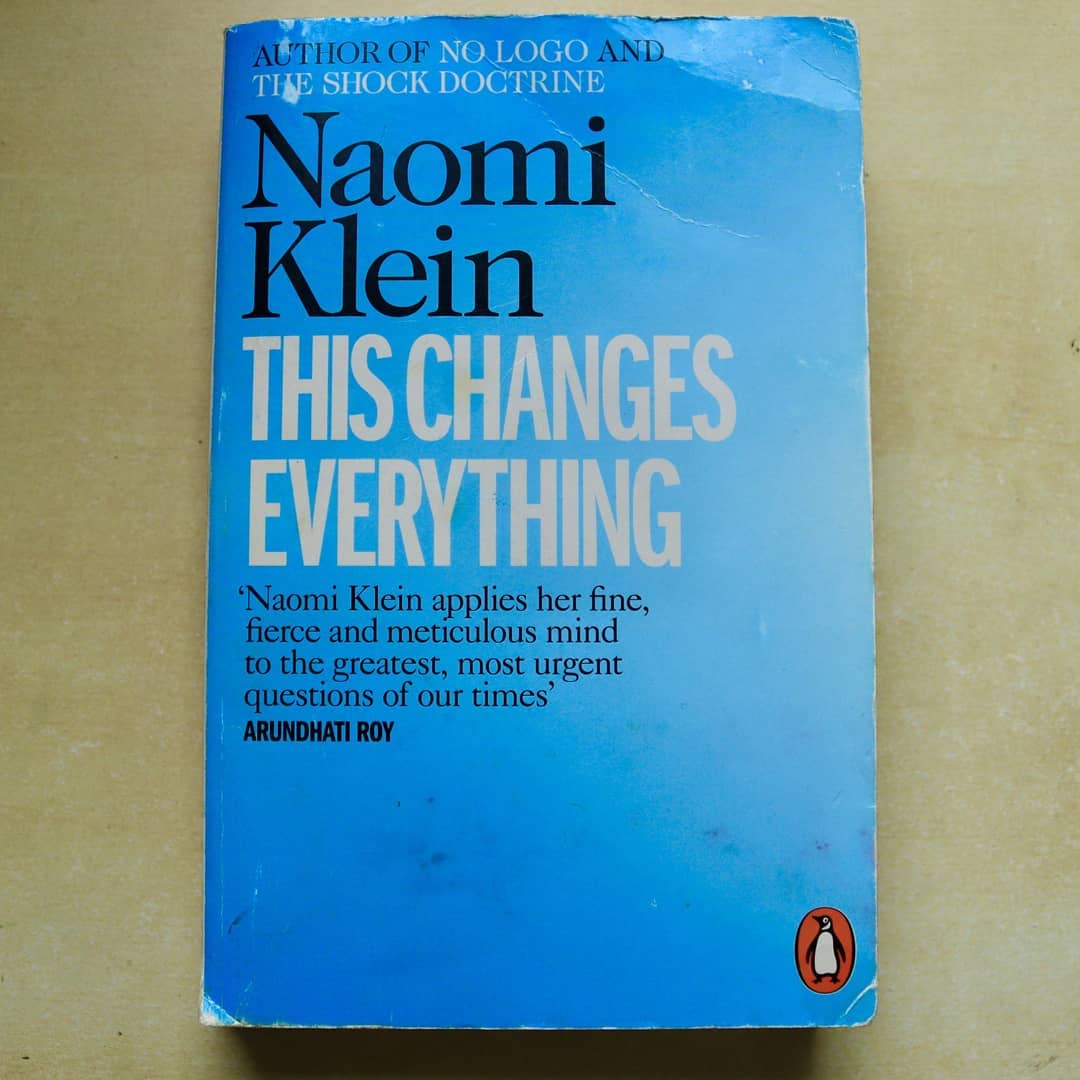 AUTHOR OF NO LOGO AND
THE SHOCK DOCTRINE
Naomi
Klein
THIS CHANGES
EVERYTHING
‘Naomi Klein applies her fine,
fierce and meticulous mind
to the greatest, most urgent
questions of our times’
ARUNDHATI ROY